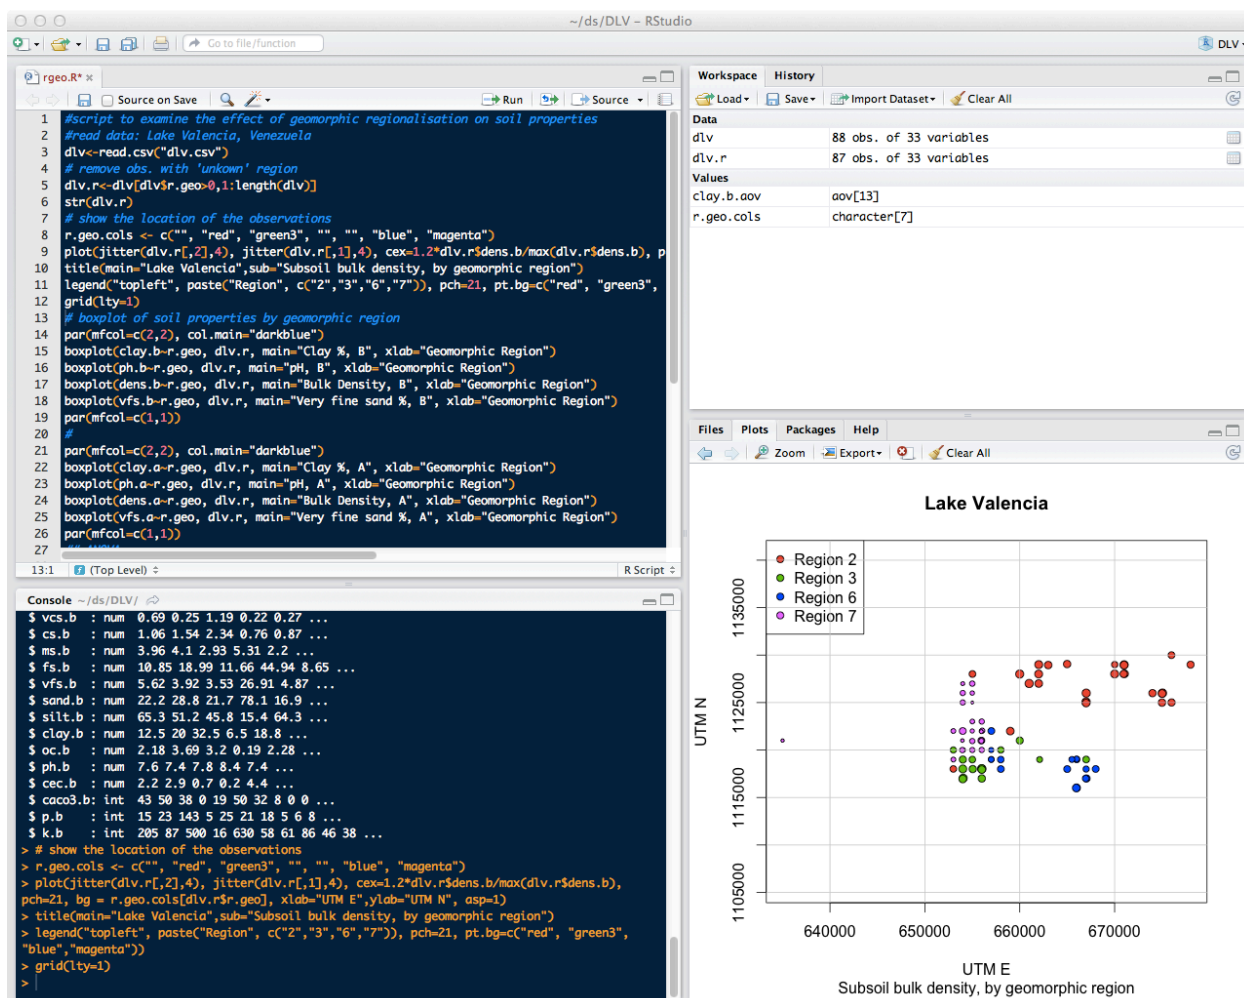 ~/ds/DLV – RStudio
Go to file/function
DLV
rgeo.R*
Source on Save
Run
Source
1 #script to examine the effect of geomorphic regionalisation on soil properties
2 #read data: Lake Valencia, Venezuela
3 dlv<-read.csv("dlv.csv")
4 # remove obs. with 'unkown' region
5 dlv.r<-dlv[dlv$r.geo>0,1:length(dlv)]
6 str(dlv.r)
7 # show the location of the observations
8 r.geo.cols <- c("", "red", "green3", "", "", "blue", "magenta")
9 plot(jitter(dlv.r[,2],4), jitter(dlv.r[,1],4), cex=1.2*dlv.r$dens.b/max(dlv.r$dens.b), p
10 title(main="Lake Valencia",sub="Subsoil bulk density, by geomorphic region")
11 legend("topleft", paste("Region", c("2","3","6","7")), pch=21, pt.bg=c("red", "green3",
12 grid(lty=1)
13 # boxplot of soil properties by geomorphic region
14 par(mfcol=c(2,2), col.main="darkblue")
15 boxplot(clay.b~r.geo, dlv.r, main="Clay %, B", xlab="Geomorphic Region")
16 boxplot(ph.b~r.geo, dlv.r, main="pH, B", xlab="Geomorphic Region")
17 boxplot(dens.b~r.geo, dlv.r, main="Bulk Density, B", xlab="Geomorphic Region")
18 boxplot(vfs.b~r.geo, dlv.r, main="Very fine sand %, B", xlab="Geomorphic Region")
19 par(mfcol=c(1,1))
20 #
21 par(mfcol=c(2,2), col.main="darkblue")
22 boxplot(clay.a~r.geo, dlv.r, main="Clay %, A", xlab="Geomorphic Region")
23 boxplot(ph.a~r.geo, dlv.r, main="pH, A", xlab="Geomorphic Region")
24 boxplot(dens.a~r.geo, dlv.r, main="Bulk Density, A", xlab="Geomorphic Region")
25 boxplot(vfs.a~r.geo, dlv.r, main="Very fine sand %, A", xlab="Geomorphic Region")
26 par(mfcol=c(1,1))
27
13:1 (Top Level) R Script
Console ~/ds/DLV/
$ vcs.b : num 0.69 0.25 1.19 0.22 0.27 ...
$ cs.b : num 1.06 1.54 2.34 0.76 0.87 ...
$ ms.b : num 3.96 4.1 2.93 5.31 2.2 ...
$ fs.b : num 10.85 18.99 11.66 44.94 8.65 ...
$ vfs.b : num 5.62 3.92 3.53 26.91 4.87 ...
$ sand.b : num 22.2 28.8 21.7 78.1 16.9 ...
$ silt.b : num 65.3 51.2 45.8 15.4 64.3 ...
$ clay.b : num 12.5 20 32.5 6.5 18.8 ...
$ oc.b : num 2.18 3.69 3.2 0.19 2.28 ...
$ ph.b : num 7.6 7.4 7.8 8.4 7.4 ...
$ cec.b : num 2.2 2.9 0.7 0.2 4.4 ...
$ caco3.b: int 43 50 38 0 19 50 32 8 0 0 ...
$ p.b : int 15 23 143 5 25 21 18 5 6 8 ...
$ k.b : int 205 87 500 16 630 58 61 86 46 38 ...
> # show the location of the observations
> r.geo.cols <- c("", "red", "green3", "", "", "blue", "magenta")
> plot(jitter(dlv.r[,2],4), jitter(dlv.r[,1],4), cex=1.2*dlv.r$dens.b/max(dlv.r$dens.b),
pch=21, bg = r.geo.cols[dlv.r$r.geo], xlab="UTM E",ylab="UTM N", asp=1)
> title(main="Lake Valencia",sub="Subsoil bulk density, by geomorphic region")
> legend("topleft", paste("Region", c("2","3","6","7")), pch=21, pt.bg=c("red", "green3",
"blue","magenta"))
> grid(lty=1)
>
Workspace History
Load Save Import Dataset Clear All
Data
dlv 88 obs. of 33 variables
dlv.r 87 obs. of 33 variables
Values
clay.b.aov aov[13]
r.geo.cols character[7]
Files Plots Packages Help
Zoom Export Clear All
Lake Valencia
Region 2
Region 3
Region 6
Region 7
UTM N
1135000
1125000
1115000
1105000
640000 650000 660000 670000
UTM E
Subsoil bulk density, by geomorphic region